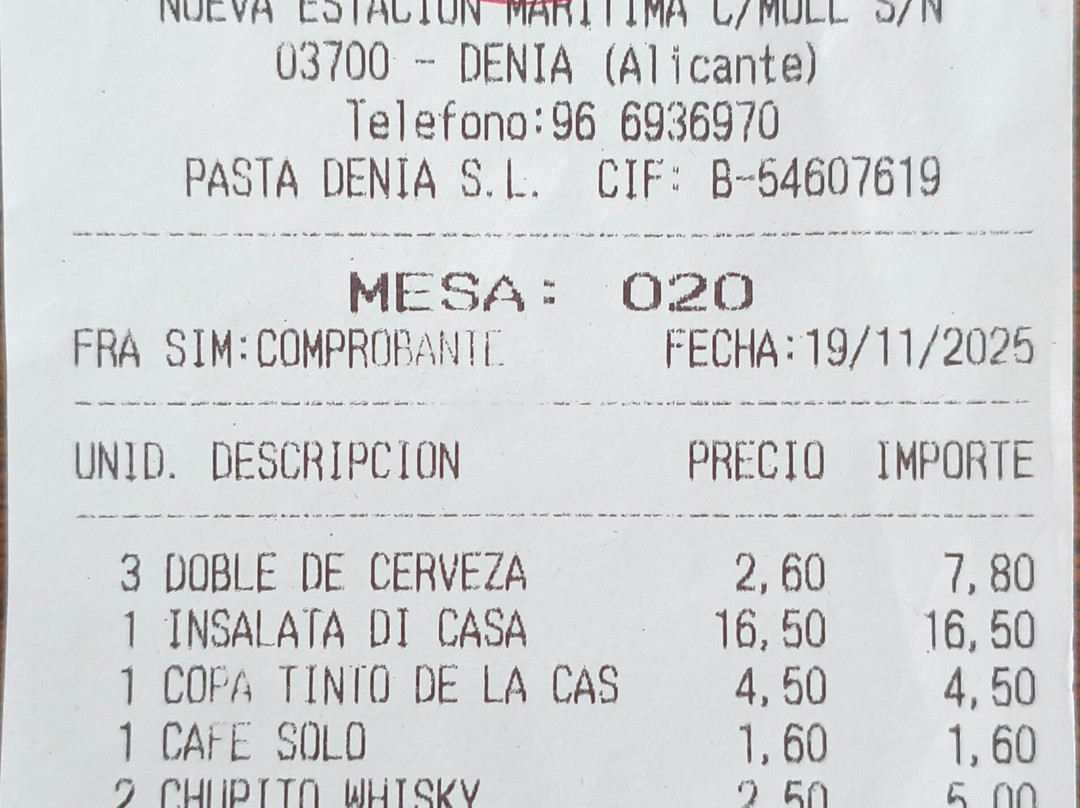 NUEVA ESTACION MARITIMA C/MOLL S/N
03700 - DENIA (Alicante)
Telefono:96 6936970
PASTA DENIA S.L. CIF: B-54607619
MESA: 020
FRA SIM:COMPROBANTE FECHA:19/11/2025
UNID. DESCRIPCION PRECIO IMPORTE
3 DOBLE DE CERVEZA 2,60 7,80
1 INSALATA DI CASA 16,50 16,50
1 COPA TINTO DE LA CAS 4,50 4,50
1 CAFE SOLO 1,60 1,60
2 CHUPITO WHISKY 2,50 5,00